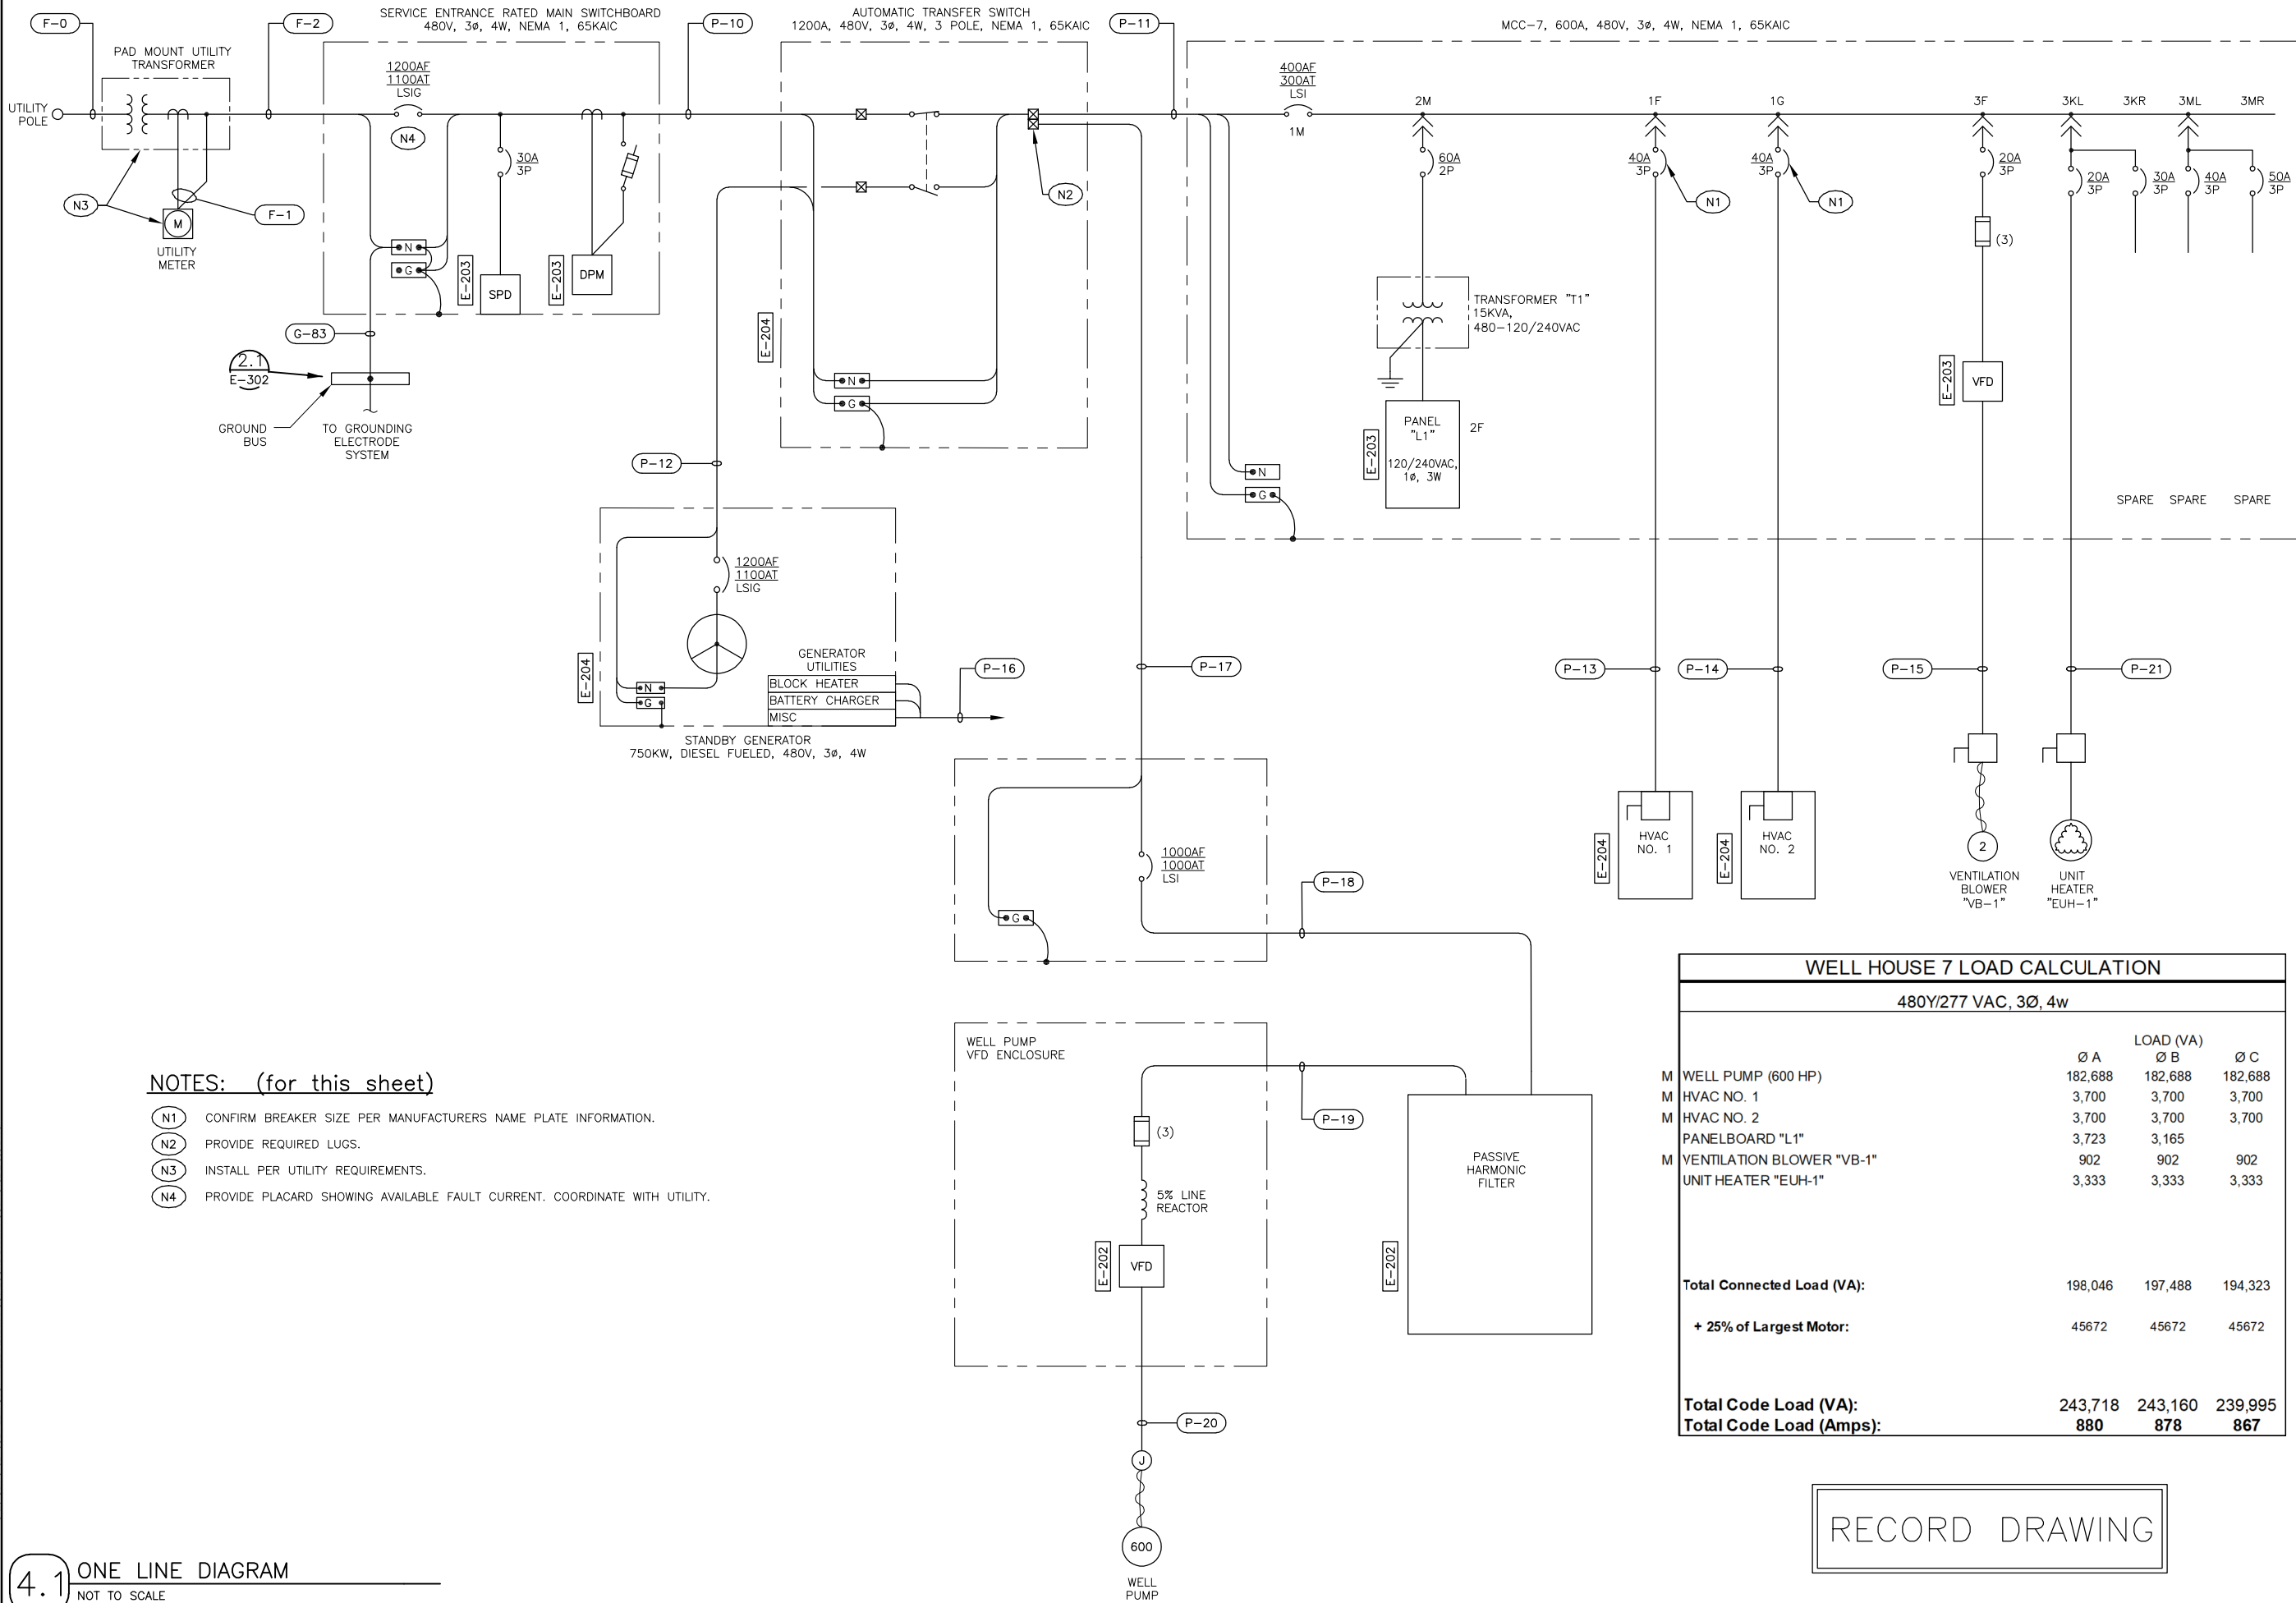 F-0
F-2
SERVICE ENTRANCE RATED MAIN SWITCHBOARD
480V, 3ø, 4W, NEMA 1, 65KAIC
P-10
AUTOMATIC TRANSFER SWITCH
1200A, 480V, 3ø, 4W, 3 POLE, NEMA 1, 65KAIC
P-11
MCC-7, 600A, 480V, 3ø, 4W, NEMA 1, 65KAIC
PAD MOUNT UTILITY
TRANSFORMER
UTILITY
POLE
N3
M
F-1
UTILITY
METER
1200AF
1100AT
LSIG
N4
30A
3P
N
G
E-203
SPD
E-203
DPM
G-83
2.1
E-302
GROUND
BUS
TO GROUNDING
ELECTRODE
SYSTEM
N2
E-204
N
G
P-12
400AF
300AT
LSI
1M
N
G
2M
60A
2P
TRANSFORMER "T1"
15KVA,
480-120/240VAC
E-203
PANEL
"L1"
120/240VAC,
1ø, 3W
2F
1F
40A
3P
N1
1G
40A
3P
N1
3F
20A
3P
(3)
E-203
VFD
3KL
3KR
3ML
3MR
20A
3P
30A
3P
40A
3P
50A
3P
SPARE
SPARE
SPARE
1200AF
1100AT
LSIG
E-204
N
G
GENERATOR
UTILITIES
BLOCK HEATER
BATTERY CHARGER
MISC
P-16
STANDBY GENERATOR
750KW, DIESEL FUELED, 480V, 3ø, 4W
P-17
P-13
P-14
P-15
P-21
E-204
HVAC
NO. 1
E-204
HVAC
NO. 2
2
VENTILATION
BLOWER
"VB-1"
UNIT
HEATER
"EUH-1"
1000AF
1000AT
LSI
G
P-18
WELL PUMP
VFD ENCLOSURE
(3)
5% LINE
REACTOR
E-202
VFD
P-19
E-202
PASSIVE
HARMONIC
FILTER
P-20
J
600
WELL
PUMP
WELL HOUSE 7 LOAD CALCULATION
480Y/277 VAC, 3Ø, 4w
LOAD (VA)
Ø A Ø B Ø C
M WELL PUMP (600 HP) 182,688 182,688 182,688
M HVAC NO. 1 3,700 3,700 3,700
M HVAC NO. 2 3,700 3,700 3,700
PANELBOARD "L1" 3,723 3,165
M VENTILATION BLOWER "VB-1" 902 902 902
UNIT HEATER "EUH-1" 3,333 3,333 3,333
Total Connected Load (VA): 198,046 197,488 194,323
+ 25% of Largest Motor: 45672 45672 45672
Total Code Load (VA): 243,718 243,160 239,995
Total Code Load (Amps): 880 878 867
NOTES: (for this sheet)
N1 CONFIRM BREAKER SIZE PER MANUFACTURERS NAME PLATE INFORMATION.
N2 PROVIDE REQUIRED LUGS.
N3 INSTALL PER UTILITY REQUIREMENTS.
N4 PROVIDE PLACARD SHOWING AVAILABLE FAULT CURRENT. COORDINATE WITH UTILITY.
RECORD DRAWING
4.1 ONE LINE DIAGRAM
NOT TO SCALE